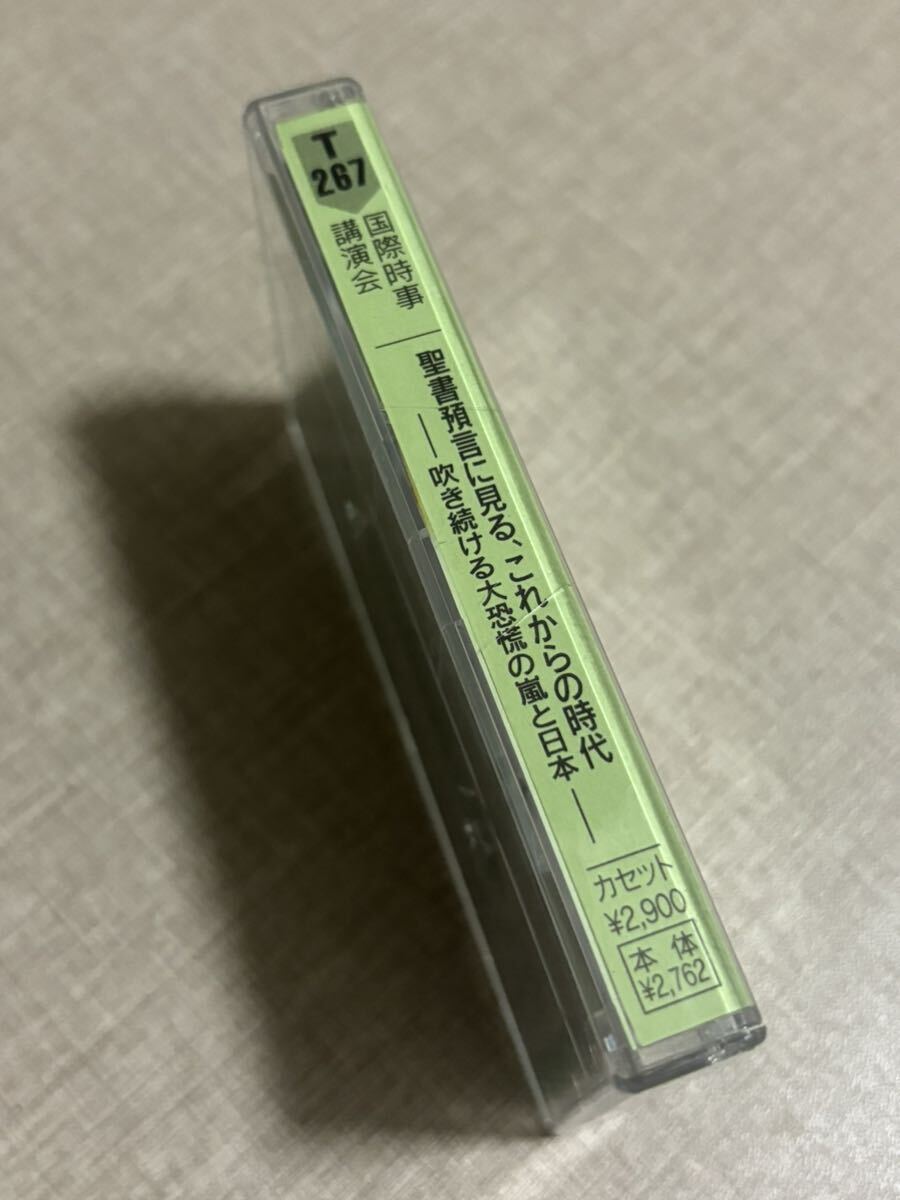 T
267
国際時事
講演会
聖書預言に見る、これからの時代
──吹き続ける大恐慌の嵐と日本──
カセット
¥2,900
本体
¥2,762